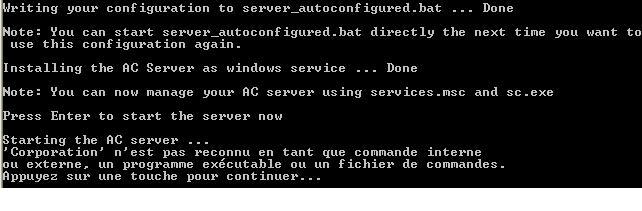 Writing your configuration to server_autoconfigured.bat ... Done
Note: You can start server_autoconfigured.bat directly the next time you want to
use this configuration again.
Installing the AC Server as windows service ... Done
Note: You can now manage your AC server using services.msc and sc.exe
Press Enter to start the server now
Starting the AC server ...
'Corporation' n'est pas reconnu en tant que commande interne
ou externe, un programme exécutable ou un fichier de commandes.
Appuyez sur une touche pour continuer...